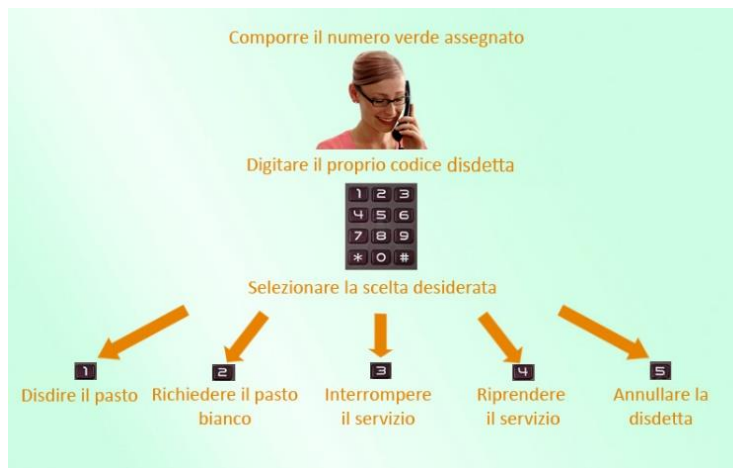 Comporre il numero verde assegnato
Digitare il proprio codice disdetta
1 2 3
4 5 6
7 8 9
* 0 #
Selezionare la scelta desiderata
1
Disdire il pasto
2
Richiedere il pasto
bianco
3
Interrompere
il servizio
4
Riprendere
il servizio
5
Annullare la
disdetta